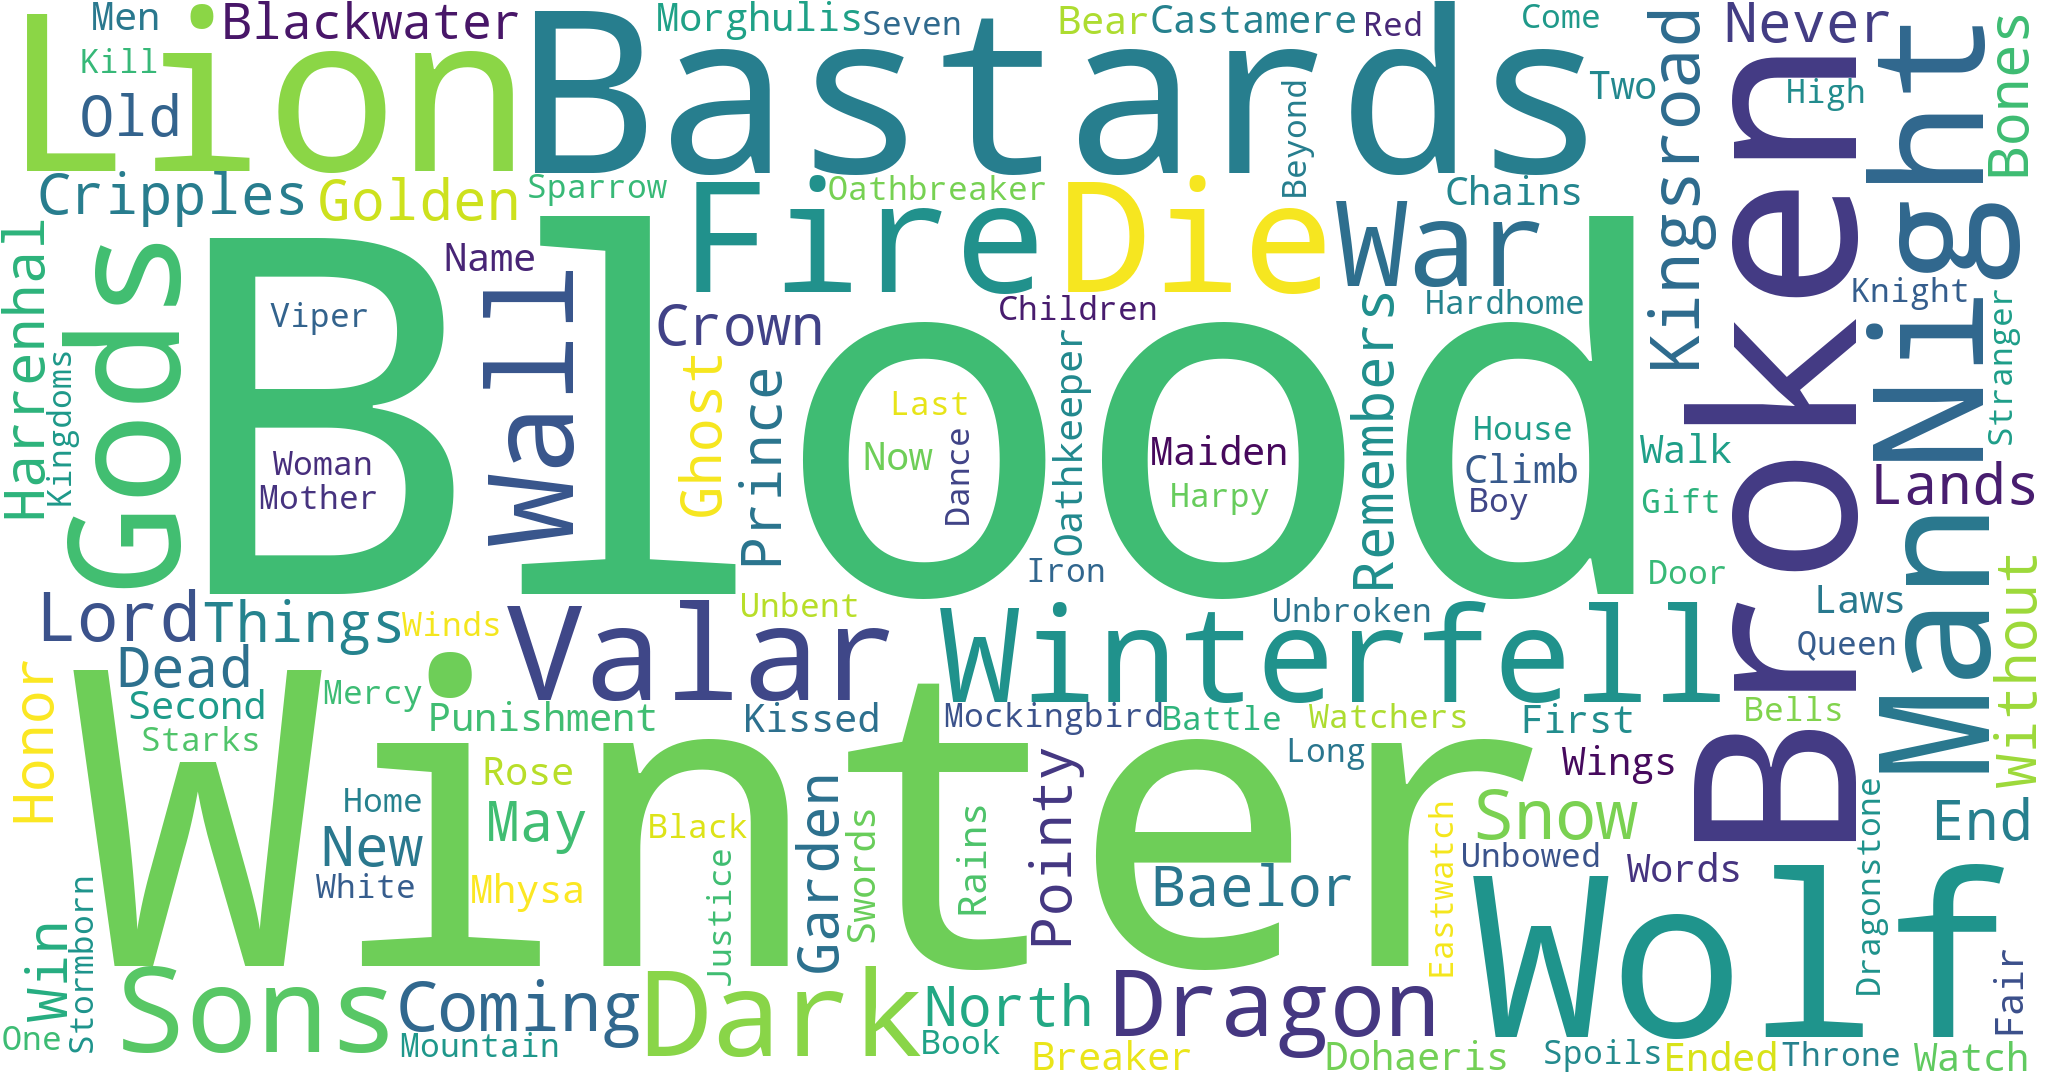 Men
Blackwater
Morghulis
Seven
Bear
Castamere
Red
Come
Never
Kill
Lion
Bastards
Two
High
Old
Beyond
Kingsroad
Broken
Night
Bones
Cripples
Golden
Sparrow
Fire
Oathbreaker
Die
War
Chains
Harrenhal
Gods
Name
Wall
Crown
Children
Hardhome
Knight
Viper
Blood
Ghost
Prince
Remembers
Stranger
Kingdoms
Last
Oathkeeper
Woman
Mother
Now
Dance
Maiden
Harpy
House
Climb
Boy
Walk
Gift
Lands
Iron
Door
Man
Without
Lord
Things
Winds
Unbent
Valar
Winterfell
Unbroken
Laws
Queen
Dead
Honor
Second
Mercy
Punishment
Kissed
Mockingbird
Battle
Watchers
First
Bells
Starks
Winter
Rose
Long
Wings
Pointy
Home
New
May
Black
Garden
Swords
Rains
Snow
End
White
Mhysa
Justice
Baelor
Eastwatch
Unbowed
Words
Dragonstone
Wolf
Win
Stormborn
Fair
One
Sons
Coming
Mountain
Dark
North
Book
Dragon
Breaker
Dohaeris
Spoils
Ended
Throne
Watch